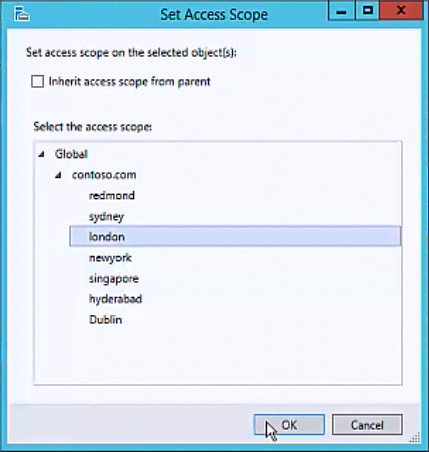 Set Access Scope
Set access scope on the selected object(s):
Inherit access scope from parent
Select the access scope:
Global
contoso.com
redmond
sydney
london
newyork
singapore
hyderabad
Dublin
OK
Cancel